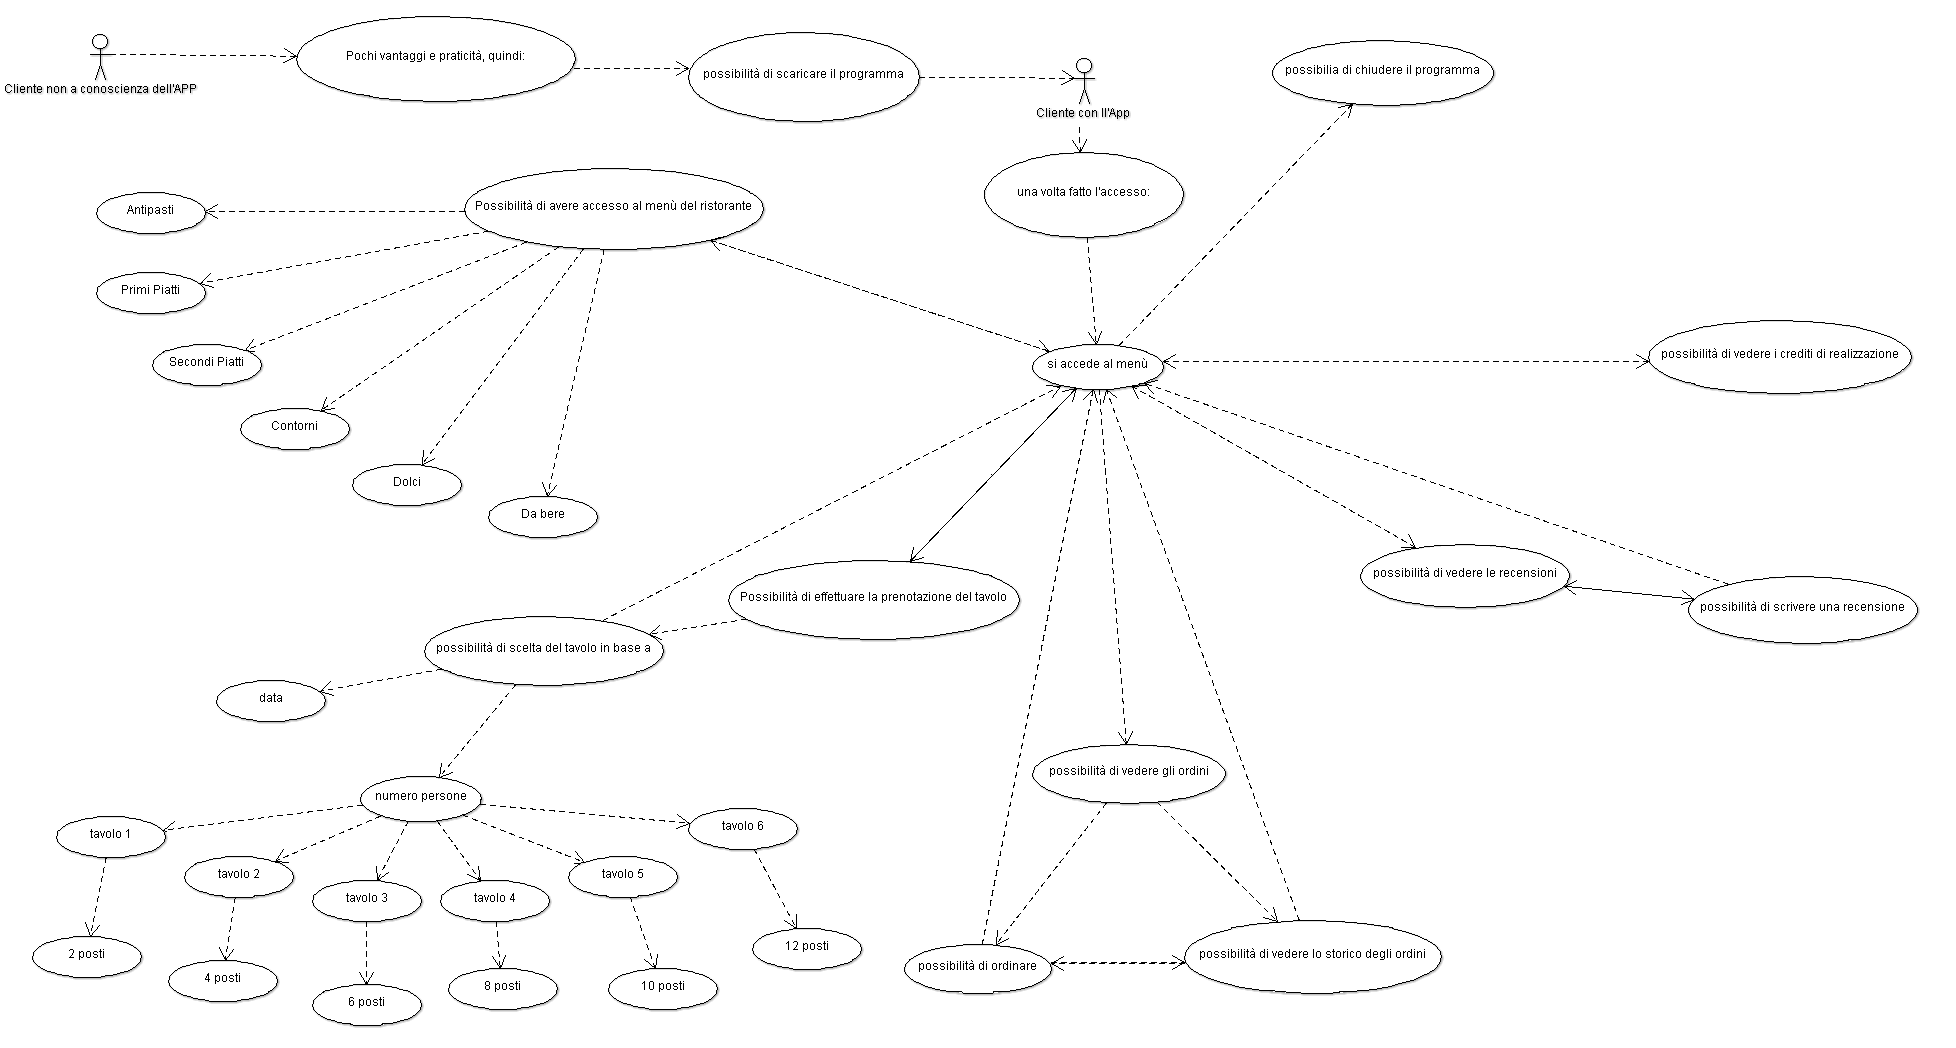 Pochi vantaggi e praticità, quindi:
possibilità di scaricare il programma
possibilia di chiudere il programma
Cliente non a conoscienza dell'APP
Cliente con ll'App
una volta fatto l'accesso:
Possibilità di avere accesso al menù del ristorante
Antipasti
Primi Piatti
Secondi Piatti
Contorni
Dolci
Da bere
si accede al menù
possibilità di vedere i crediti di realizzazione
possibilità di vedere le recensioni
possibilità di scrivere una recensione
Possibilità di effettuare la prenotazione del tavolo
possibilità di scelta del tavolo in base a
data
numero persone
tavolo 1
tavolo 2
tavolo 3
tavolo 4
tavolo 5
tavolo 6
2 posti
4 posti
6 posti
8 posti
10 posti
12 posti
possibilità di vedere gli ordini
possibilità di ordinare
possibilità di vedere lo storico degli ordini